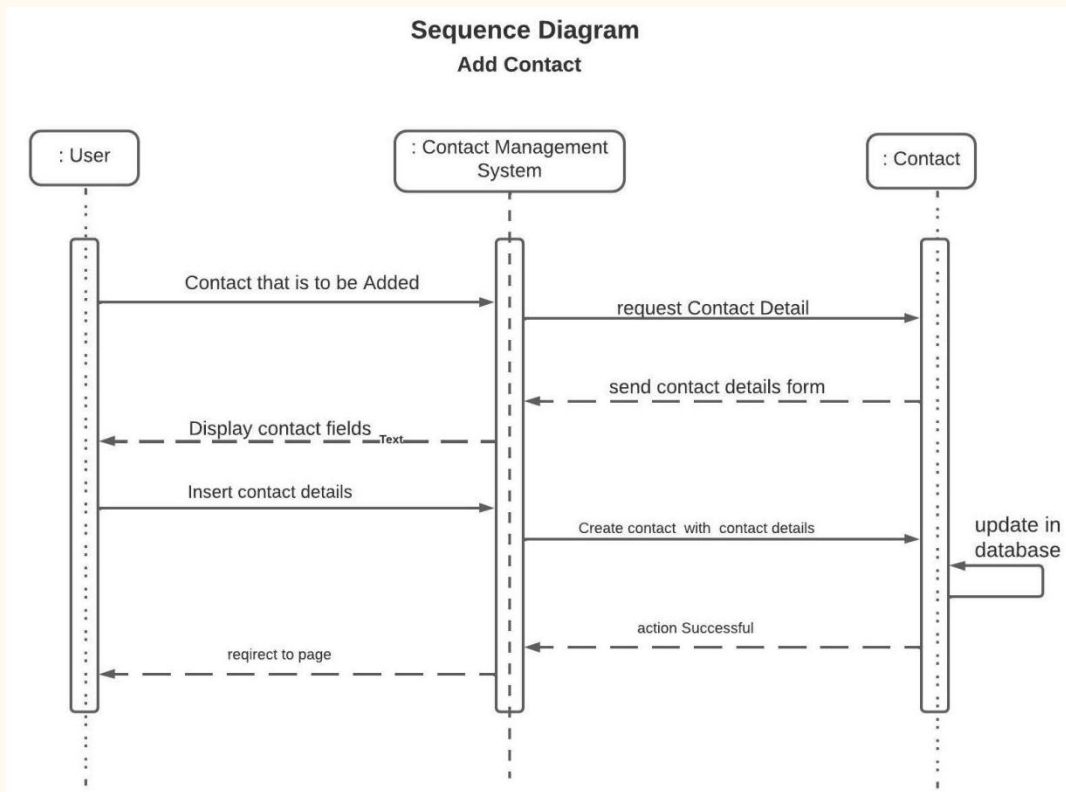 Sequence Diagram
Add Contact
: User
: Contact Management
System
: Contact
Contact that is to be Added
request Contact Detail
send contact details form
Display contact fields
Text
Insert contact details
Create contact with contact details
update in
database
action Successful
reqirect to page